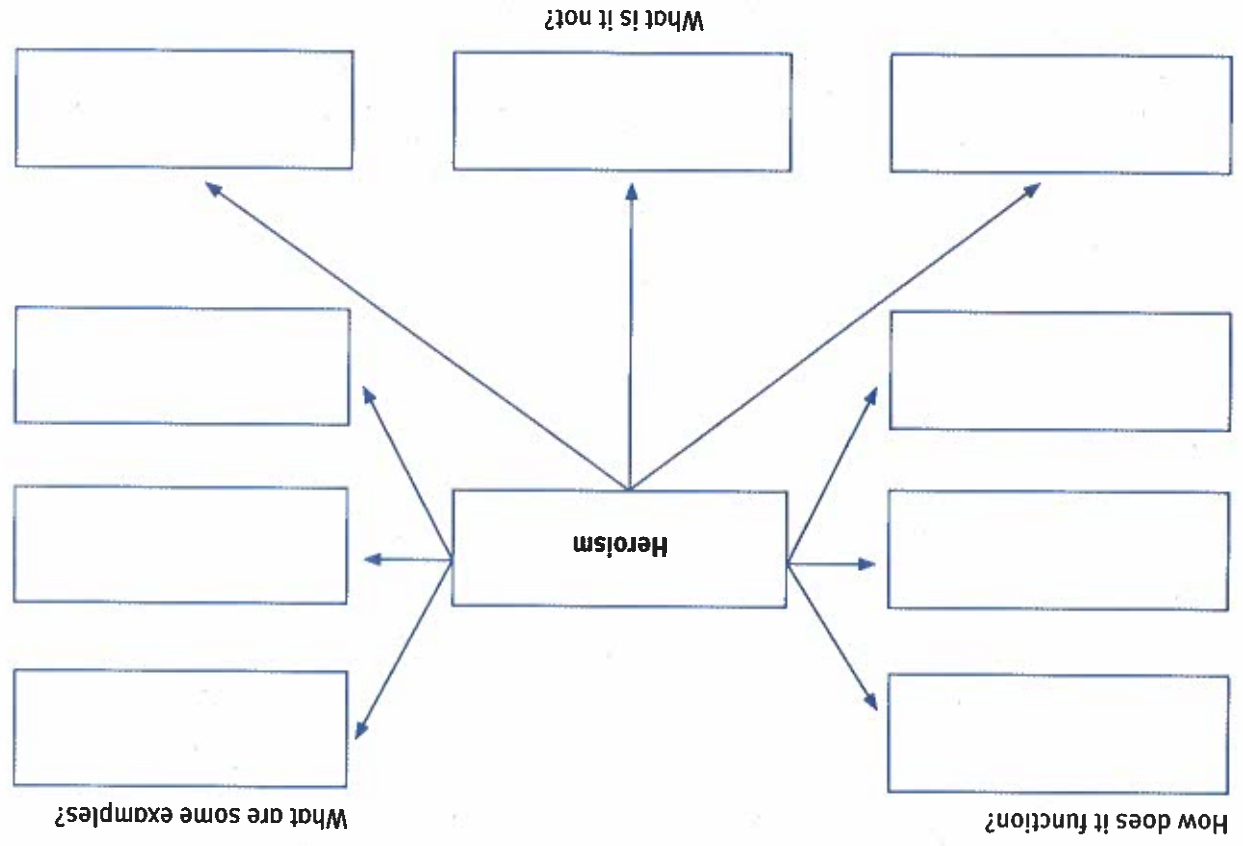 How does it function?
What are some examples?
Heroism
What is it not?